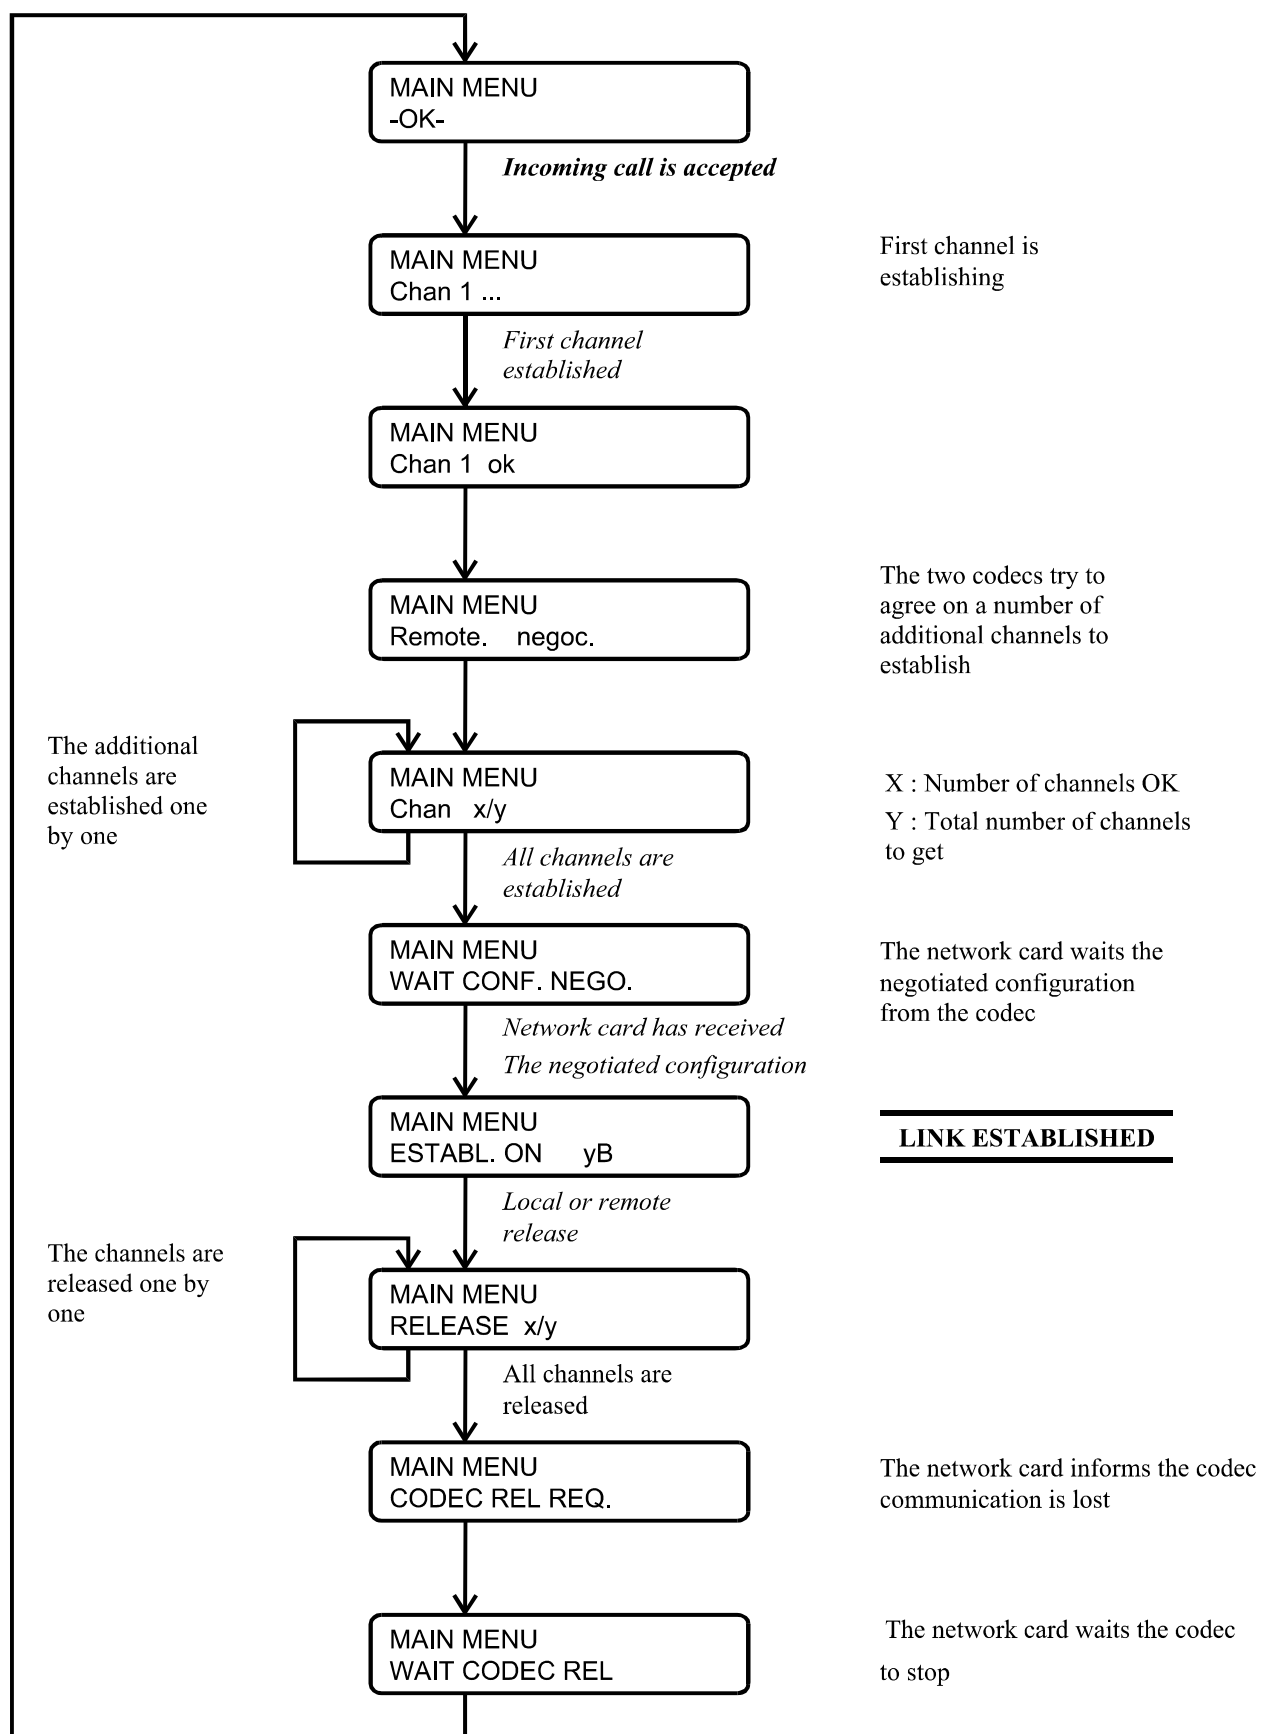 MAIN MENU
-OK-
Incoming call is accepted
MAIN MENU
Chan 1 ...
First channel is
establishing
First channel
established
MAIN MENU
Chan 1 ok
MAIN MENU
Remote. negoc.
The two codecs try to
agree on a number of
additional channels to
establish
The additional
channels are
established one
by one
MAIN MENU
Chan x/y
X : Number of channels OK
Y : Total number of channels
to get
All channels are
established
MAIN MENU
WAIT CONF. NEGO.
The network card waits the
negotiated configuration
from the codec
Network card has received
The negotiated configuration
MAIN MENU
ESTABL. ON yB
LINK ESTABLISHED
Local or remote
release
The channels are
released one by
one
MAIN MENU
RELEASE x/y
All channels are
released
MAIN MENU
CODEC REL REQ.
The network card informs the codec
communication is lost
MAIN MENU
WAIT CODEC REL
The network card waits the codec
to stop